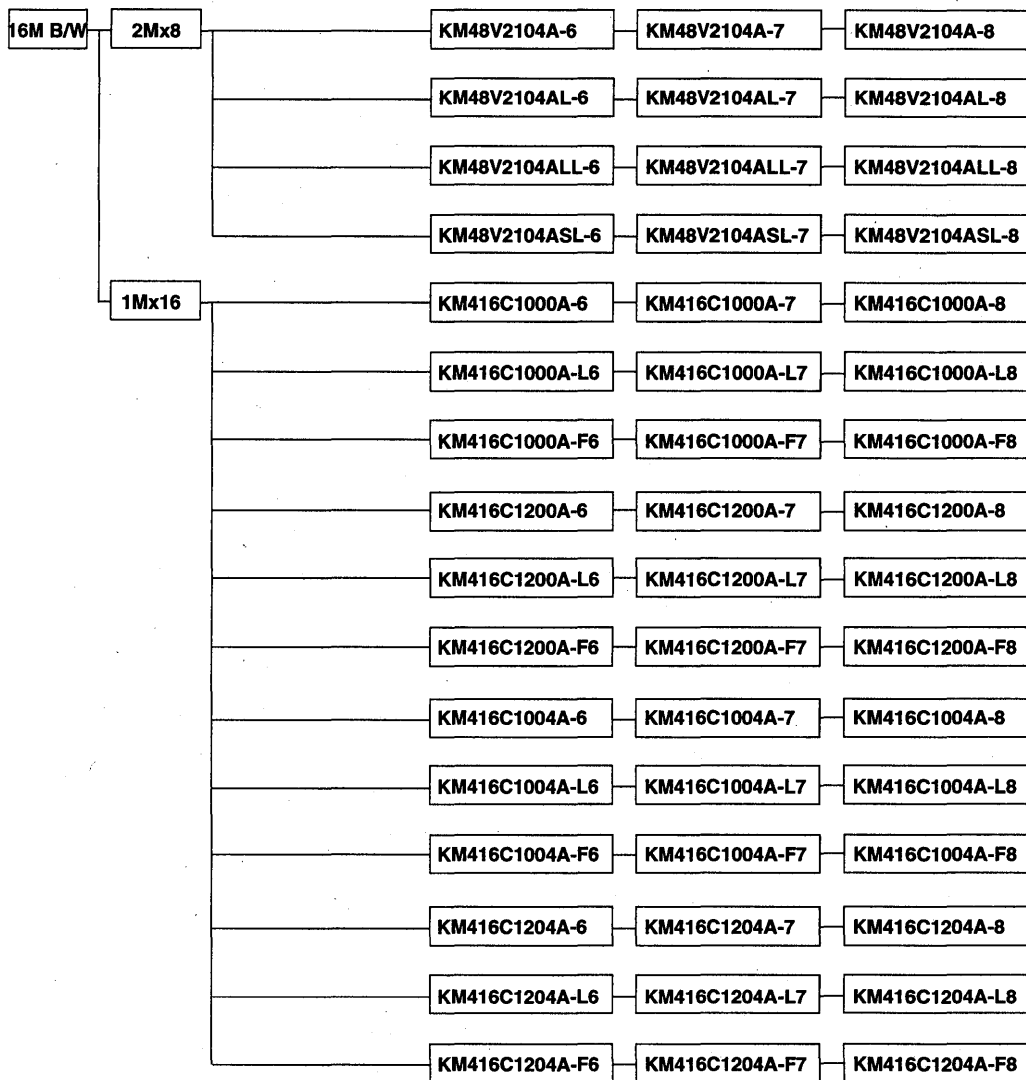 16M B/W 2Mx8 KM48V2104A-6 KM48V2104A-7 KM48V2104A-8
KM48V2104AL-6 KM48V2104AL-7 KM48V2104AL-8
KM48V2104ALL-6 KM48V2104ALL-7 KM48V2104ALL-8
KM48V2104ASL-6 KM48V2104ASL-7 KM48V2104ASL-8
1Mx16 KM416C1000A-6 KM416C1000A-7 KM416C1000A-8
KM416C1000A-L6 KM416C1000A-L7 KM416C1000A-L8
KM416C1000A-F6 KM416C1000A-F7 KM416C1000A-F8
KM416C1200A-6 KM416C1200A-7 KM416C1200A-8
KM416C1200A-L6 KM416C1200A-L7 KM416C1200A-L8
KM416C1200A-F6 KM416C1200A-F7 KM416C1200A-F8
KM416C1004A-6 KM416C1004A-7 KM416C1004A-8
KM416C1004A-L6 KM416C1004A-L7 KM416C1004A-L8
KM416C1004A-F6 KM416C1004A-F7 KM416C1004A-F8
KM416C1204A-6 KM416C1204A-7 KM416C1204A-8
KM416C1204A-L6 KM416C1204A-L7 KM416C1204A-L8
KM416C1204A-F6 KM416C1204A-F7 KM416C1204A-F8